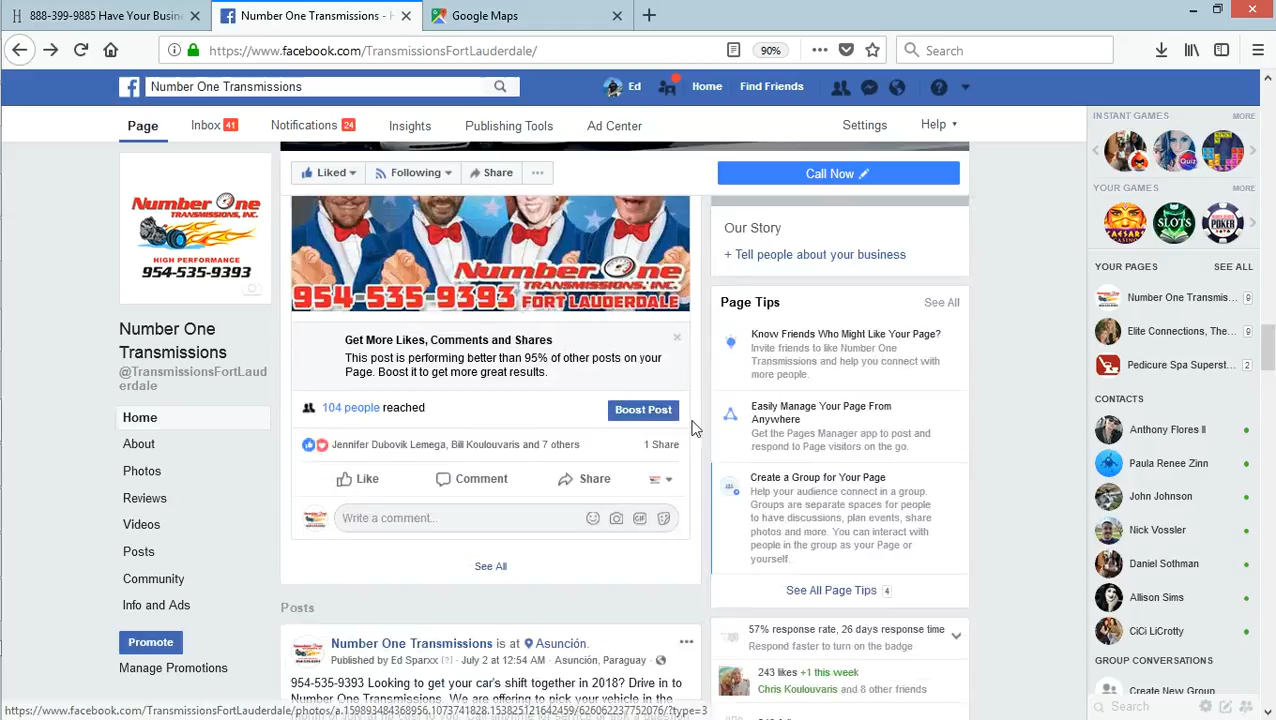 888-399-9885 Have Your Busin
Number One Transmissions - H
Google Maps
https://www.facebook.com/TransmissionsFortLauderdale/
90%
Search
Number One Transmissions
Ed
Home
Find Friends
Page
Inbox 41
Notifications 24
Insights
Publishing Tools
Ad Center
Settings
Help
Liked
Following
Share
Call Now
Number One
TRANSMISSIONS, INC.
HIGH PERFORMANCE
954-535-9393
Number One
Transmissions
@TransmissionsFortLaud
erdale
Home
About
Photos
Reviews
Videos
Posts
Community
Info and Ads
Promote
Manage Promotions
Number One
TRANSMISSIONS, INC.
954-535-9393 FORT LAUDERDALE
Get More Likes, Comments and Shares
This post is performing better than 95% of other posts on your
Page. Boost it to get more great results.
104 people reached
Boost Post
Jennifer Dubovik Lemega, Bill Koulouvaris and 7 others
1 Share
Like
Comment
Share
Write a comment...
GIF
See All
Posts
Number One Transmissions is at Asunción.
Published by Ed Sparxx [?] · July 2 at 12:54 AM · Asunción, Paraguay ·
954-535-9393 Looking to get your car's shift together in 2018? Drive in to
Number One Transmissions. We are offering to pick your vehicle in the
Our Story
+ Tell people about your business
Page Tips
See All
Know Friends Who Might Like Your Page?
Invite friends to like Number One
Transmissions and help you connect with
more people.
Easily Manage Your Page From
Anywhere
Get the Pages Manager app to post and
respond to Page visitors on the go.
Create a Group for Your Page
Help your audience connect in a group.
Groups are separate spaces for people
to have discussions, plan events, share
photos and more. You can interact with
people in the group as your Page or
yourself.
See All Page Tips 4
57% response rate, 26 days response time
Respond faster to turn on the badge
243 likes +1 this week
Chris Koulouvaris and 8 other friends
INSTANT GAMES
MORE
Quiz
YOUR GAMES
MORE
CAESAR
SLOTS
POKER
YOUR PAGES
SEE ALL
Number One Transmis... 9
Elite Connections, The... 9
Pedicure Spa Superst... 2
CONTACTS
Anthony Flores II
Paula Renee Zinn
John Johnson
Nick Vossler
Daniel Sothman
Allison Sims
CiCi LiCrotty
GROUP CONVERSATIONS
Create New Group
Search